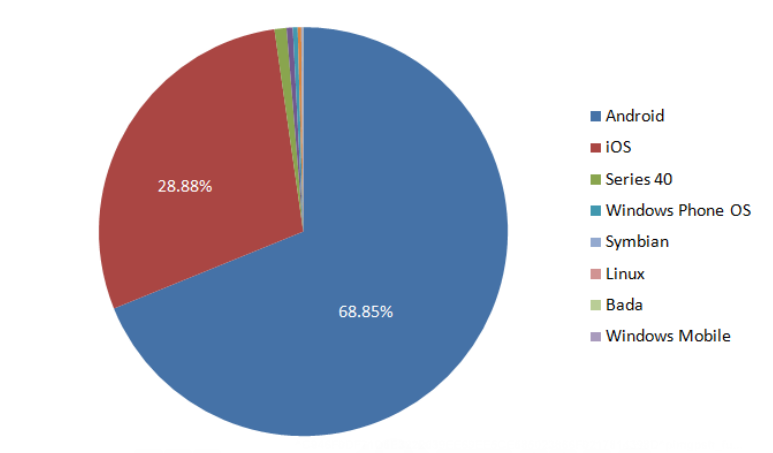 28.88%
68.85%
Android
iOS
Series 40
Windows Phone OS
Symbian
Linux
Bada
Windows Mobile